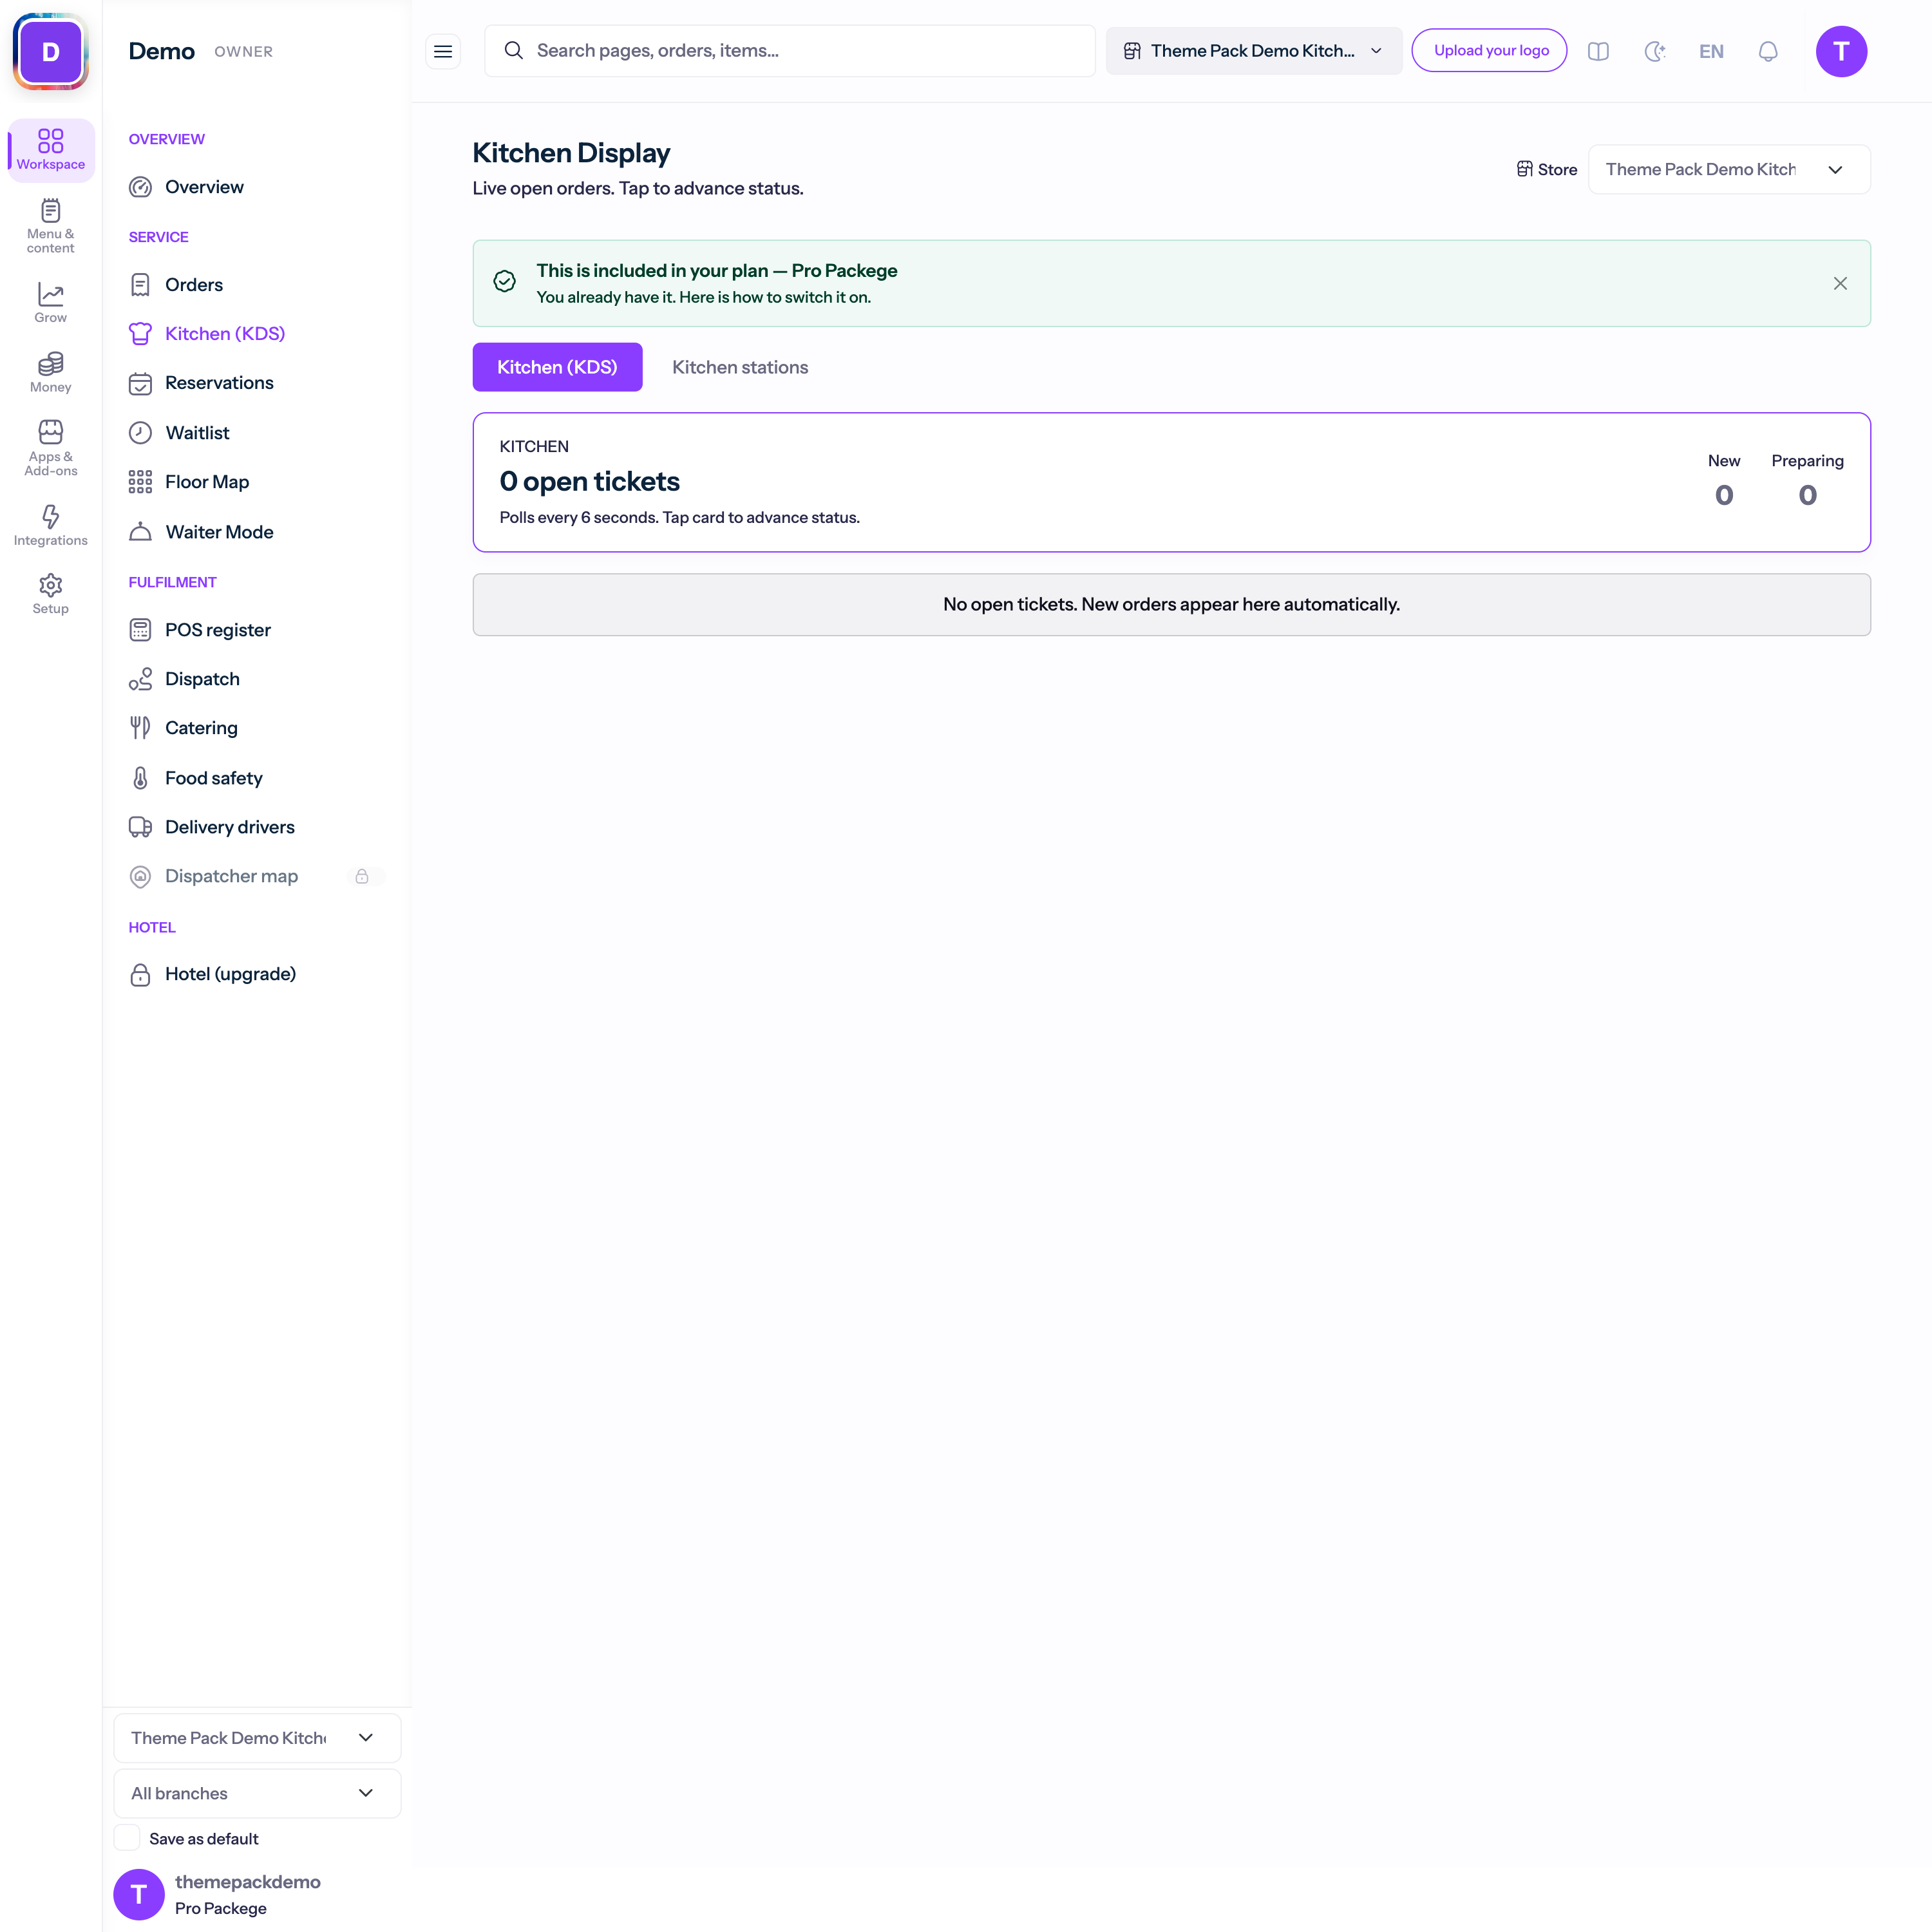 D
Demo OWNER
Search pages, orders, items...
Theme Pack Demo Kitch...
Upload your logo
EN
T
Workspace
Menu &
content
Grow
Money
Apps &
Add-ons
Integrations
Setup
OVERVIEW
Overview
SERVICE
Orders
Kitchen (KDS)
Reservations
Waitlist
Floor Map
Waiter Mode
FULFILMENT
POS register
Dispatch
Catering
Food safety
Delivery drivers
Dispatcher map
HOTEL
Hotel (upgrade)
Theme Pack Demo Kitche
All branches
Save as default
T
themepackdemo
Pro Packege
Kitchen Display
Live open orders. Tap to advance status.
Store
Theme Pack Demo Kitch
This is included in your plan — Pro Packege
You already have it. Here is how to switch it on.
Kitchen (KDS)
Kitchen stations
KITCHEN
0 open tickets
Polls every 6 seconds. Tap card to advance status.
New
0
Preparing
0
No open tickets. New orders appear here automatically.